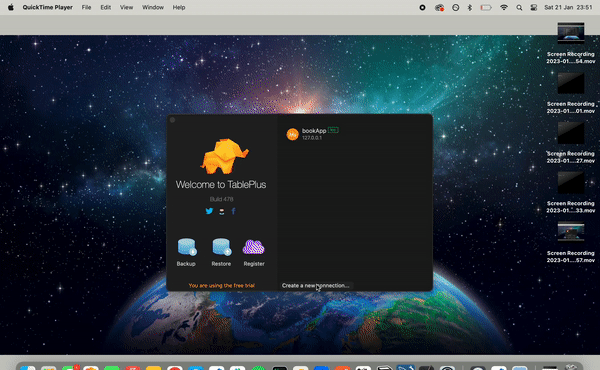 QuickTime Player File Edit View Window Help
Sat 21 Jan 23:51
Screen Recording
2023-01....54.mov
Screen Recording
2023-01....01.mov
Screen Recording
2023-01....27.mov
Screen Recording
2023-01....33.mov
Screen Recording
2023-01....57.mov
bookApp
127.0.0.1
Welcome to TablePlus
Build 478
Backup Restore Register
You are using the free trial
Create a new connection...